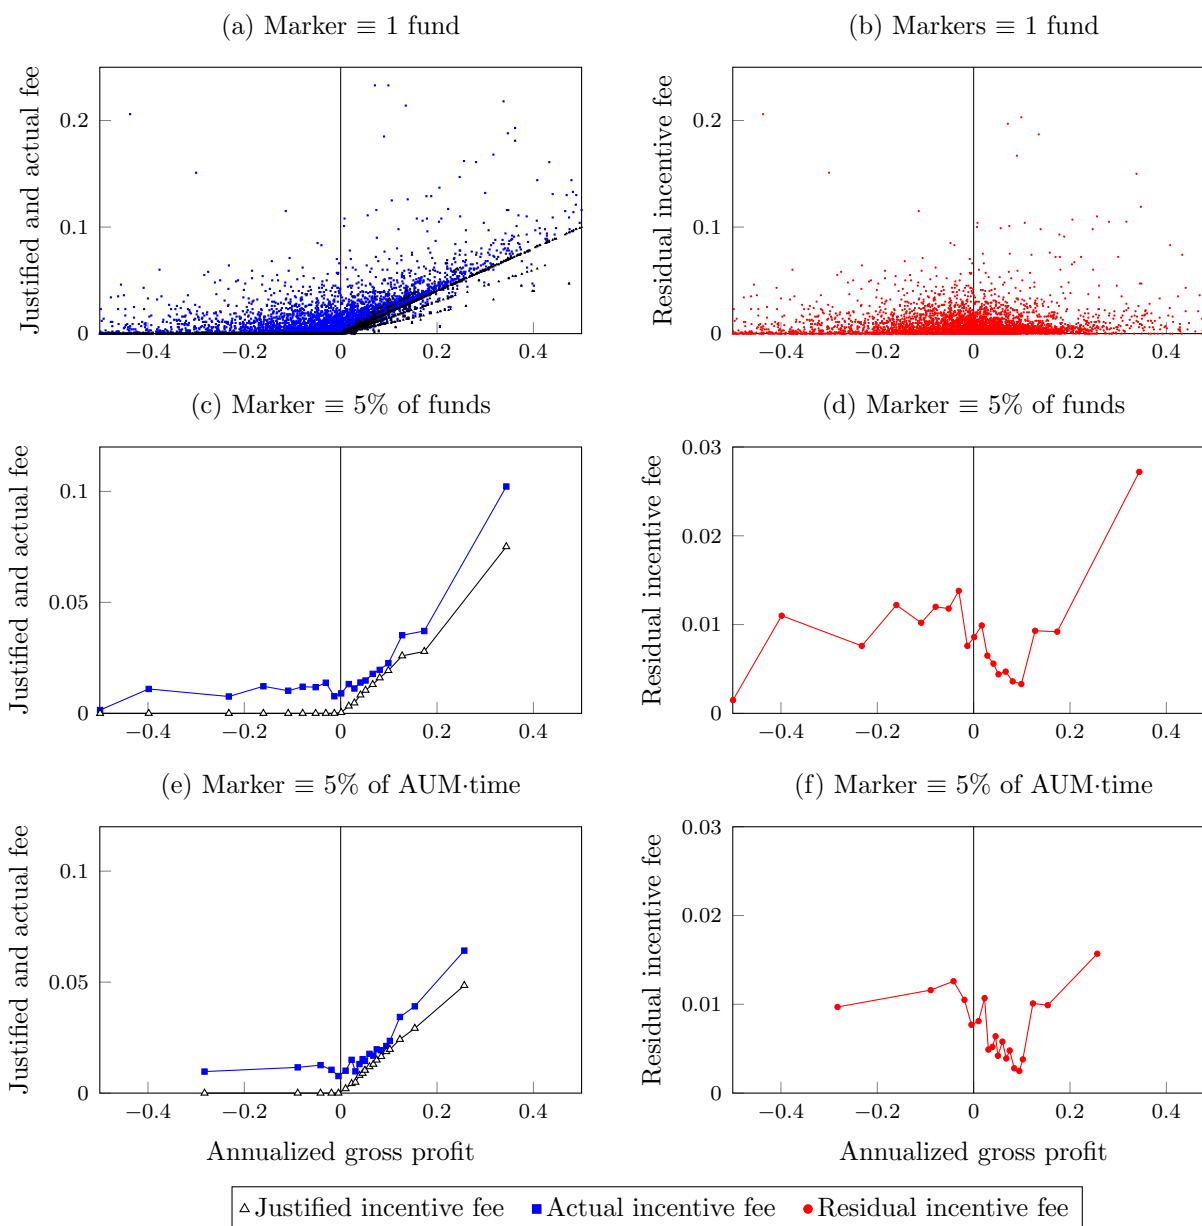 (a) Marker ≡ 1 fund
(b) Markers ≡ 1 fund
Justified and actual fee
0.2
0.1
0
−0.4 −0.2 0 0.2 0.4
Residual incentive fee
0.2
0.1
0
−0.4 −0.2 0 0.2 0.4
(c) Marker ≡ 5% of funds
(d) Marker ≡ 5% of funds
Justified and actual fee
0.1
0.05
0
−0.4 −0.2 0 0.2 0.4
Residual incentive fee
0.03
0.02
0.01
0
−0.4 −0.2 0 0.2 0.4
(e) Marker ≡ 5% of AUM·time
(f) Marker ≡ 5% of AUM·time
Justified and actual fee
0.1
0.05
0
−0.4 −0.2 0 0.2 0.4
Annualized gross profit
Residual incentive fee
0.03
0.02
0.01
0
−0.4 −0.2 0 0.2 0.4
Annualized gross profit
Justified incentive fee Actual incentive fee Residual incentive fee